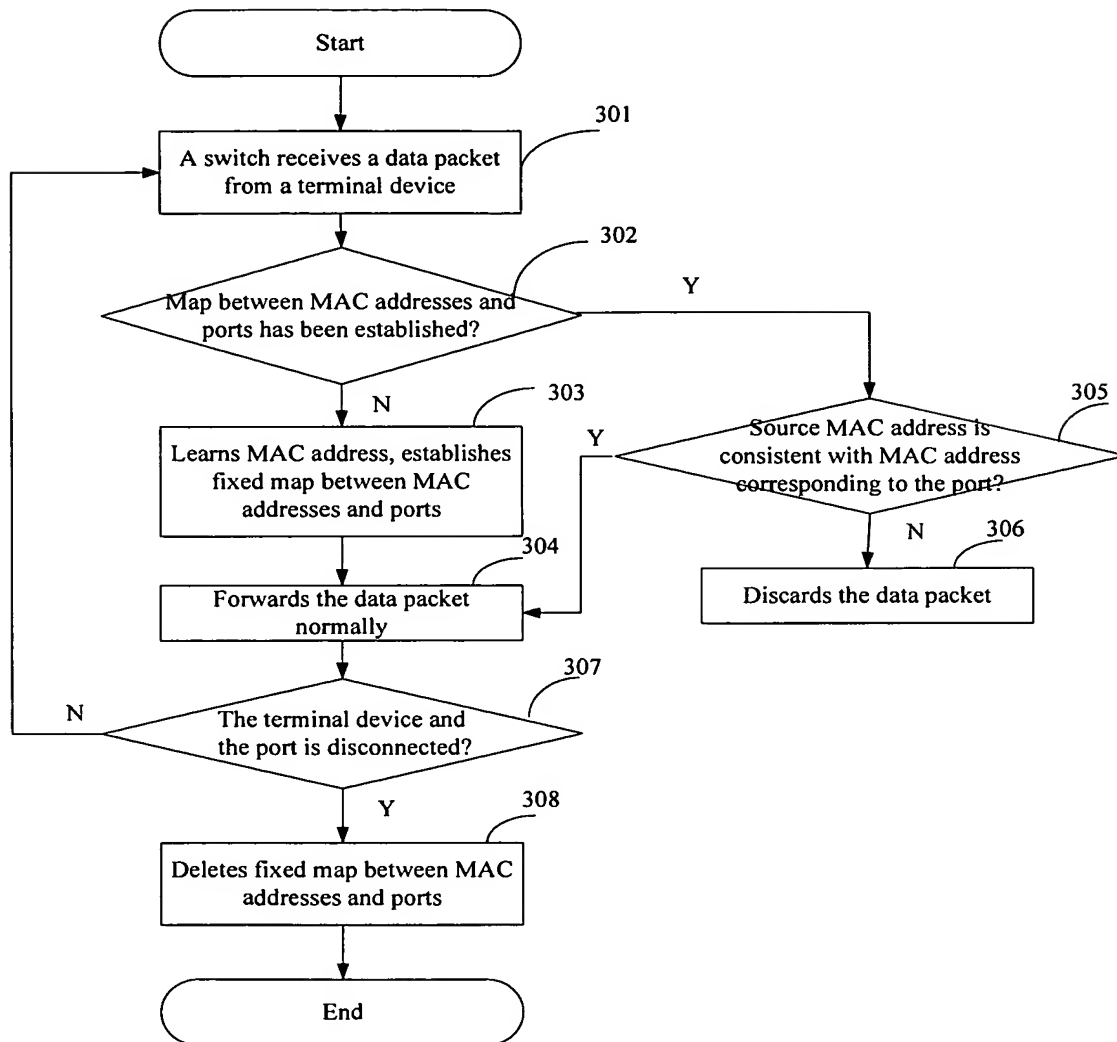 Start
301
A switch receives a data packet
from a terminal device
302
Map between MAC addresses and
ports has been established?
Y
N
303
Learns MAC address, establishes
fixed map between MAC
addresses and ports
305
Source MAC address is
consistent with MAC address
corresponding to the port?
Y
N
306
Discards the data packet
304
Forwards the data packet
normally
307
The terminal device and
the port is disconnected?
N
Y
308
Deletes fixed map between MAC
addresses and ports
End